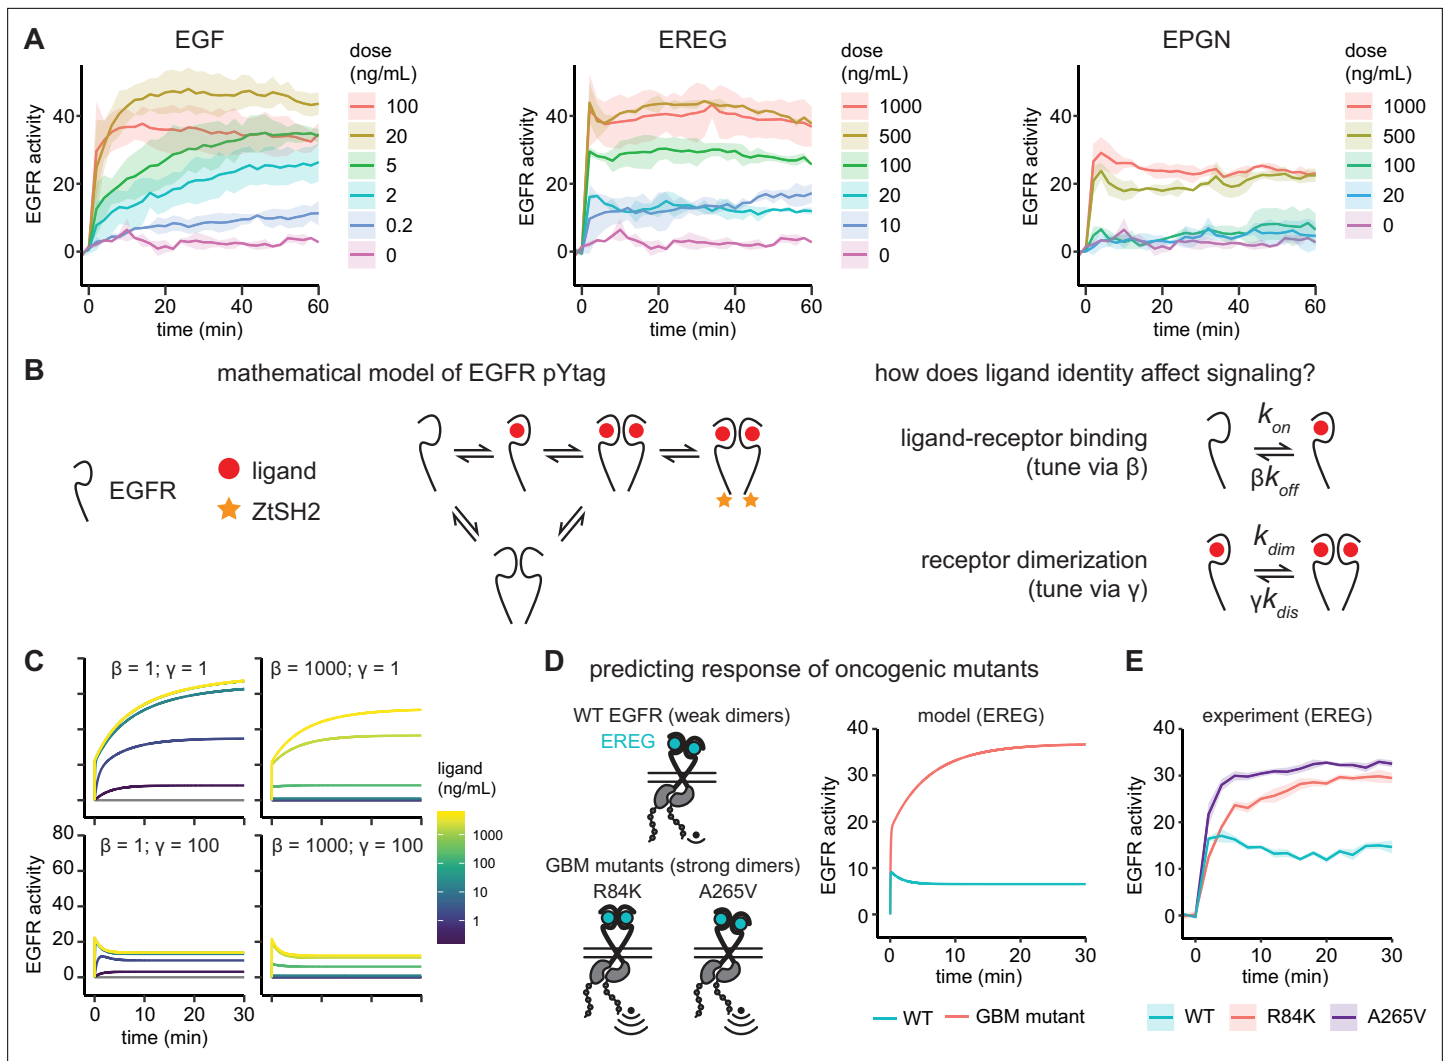 A
EGF
EREG
EPGN
dose
(ng/mL)
100
20
5
2
0.2
0
dose
(ng/mL)
1000
500
100
20
10
0
dose
(ng/mL)
1000
500
100
20
0
EGFR activity
40
20
0
0
20
40
60
time (min)
EGFR activity
40
20
0
0
20
40
60
time (min)
EGFR activity
40
20
0
0
20
40
60
time (min)
B
mathematical model of EGFR pYtag
EGFR
ligand
ZtSH2
how does ligand identity affect signaling?
ligand-receptor binding
(tune via β)
kon
βkoff
receptor dimerization
(tune via γ)
kdim
γkdis
C
β = 1; γ = 1
β = 1000; γ = 1
β = 1; γ = 100
β = 1000; γ = 100
EGFR activity
80
60
40
20
0
0
10
20
30
time (min)
ligand
(ng/mL)
1000
100
10
1
D
predicting response of oncogenic mutants
WT EGFR (weak dimers)
EREG
GBM mutants (strong dimers)
R84K
A265V
model (EREG)
EGFR activity
40
30
20
10
0
0
10
20
30
time (min)
WT
GBM mutant
E
experiment (EREG)
EGFR activity
40
30
20
10
0
0
10
20
30
time (min)
WT
R84K
A265V